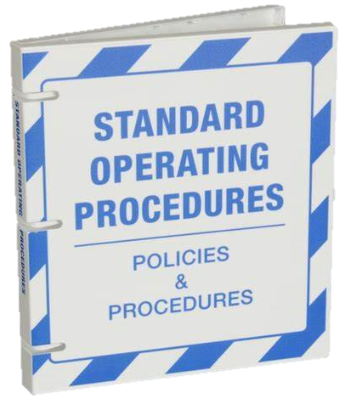 STANDARD
OPERATING
PROCEDURES
POLICIES
&
PROCEDURES
STANDARD OPERATING PROCEDURES